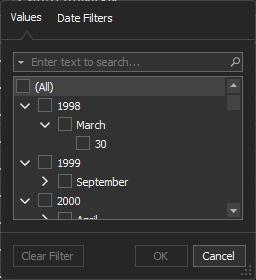 Values Date Filters
Enter text to search...
(All)
1998
March
30
1999
September
2000
April
Clear Filter OK Cancel